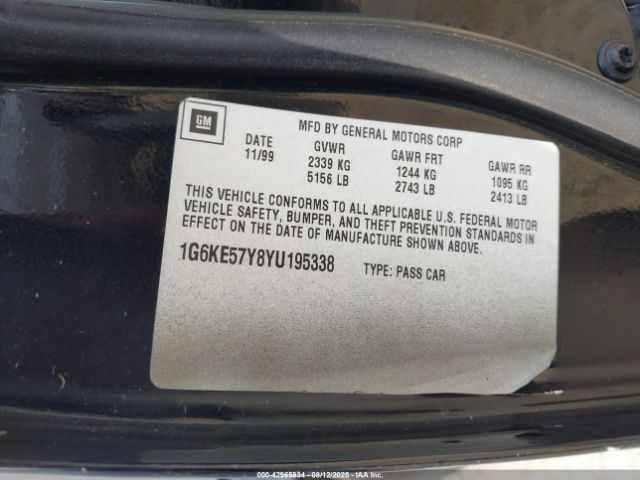 GM
MFD BY GENERAL MOTORS CORP
DATE GVWR GAWR FRT GAWR RR
11/99 2339 KG 1244 KG 1095 KG
5156 LB 2743 LB 2413 LB
THIS VEHICLE CONFORMS TO ALL APPLICABLE U.S. FEDERAL MOTOR
VEHICLE SAFETY, BUMPER, AND THEFT PREVENTION STANDARDS IN
EFFECT ON THE DATE OF MANUFACTURE SHOWN ABOVE.
1G6KE57Y8YU195338 TYPE: PASS CAR
© 42965934 - 08/12/2025 - IAA Inc.